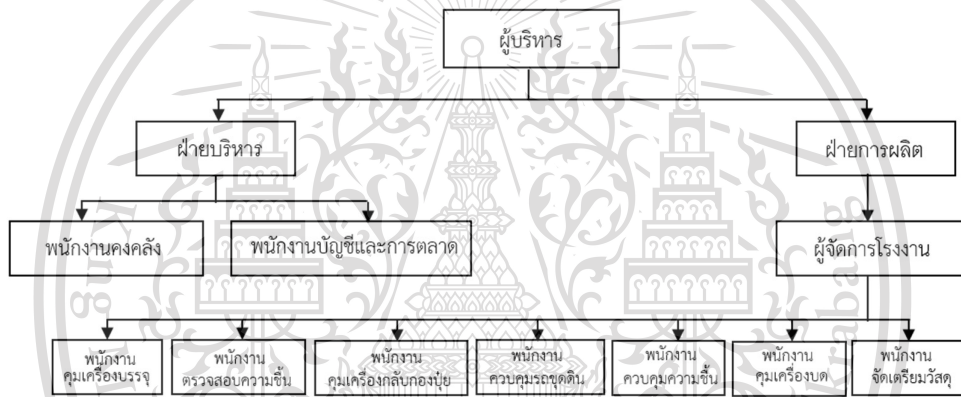 ผู้บริหาร
ฝ่ายบริหาร
ฝ่ายการผลิต
พนักงานคงคลัง
พนักงานบัญชีและการตลาด
ผู้จัดการโรงงาน
พนักงาน
คุมเครื่องบรรจุ
พนักงาน
ตรวจสอบความชื้น
พนักงาน
คุมเครื่องกลับกองปุ๋ย
พนักงาน
ควบคุมรถขุดดิน
พนักงาน
ควบคุมความชื้น
พนักงาน
คุมเครื่องบด
พนักงาน
จัดเตรียมวัสดุ
King
rabang